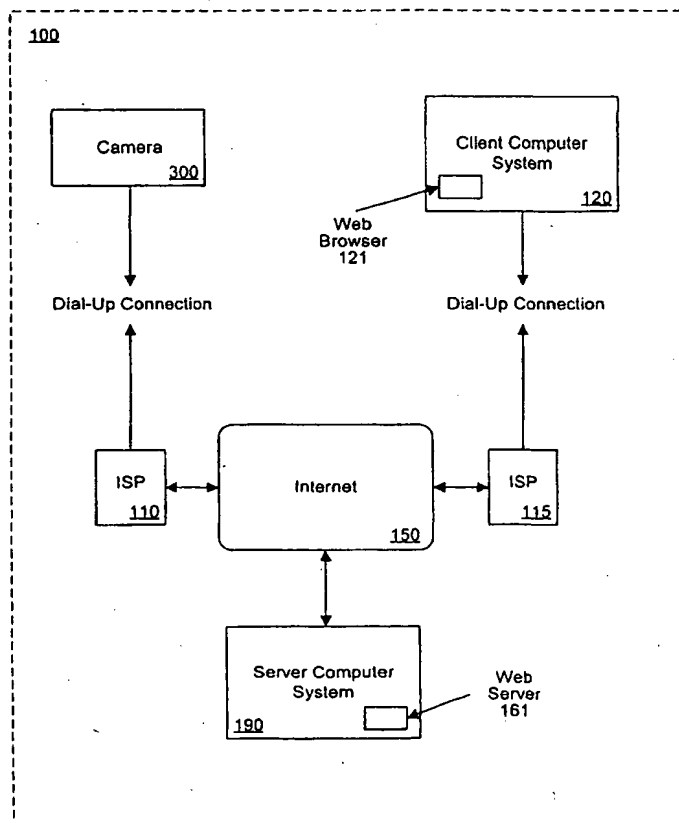 100
Camera
300
Client Computer
System
120
Web
Browser
121
Dial-Up Connection
Dial-Up Connection
ISP
110
Internet
150
ISP
115
Server Computer
System
190
Web
Server
161